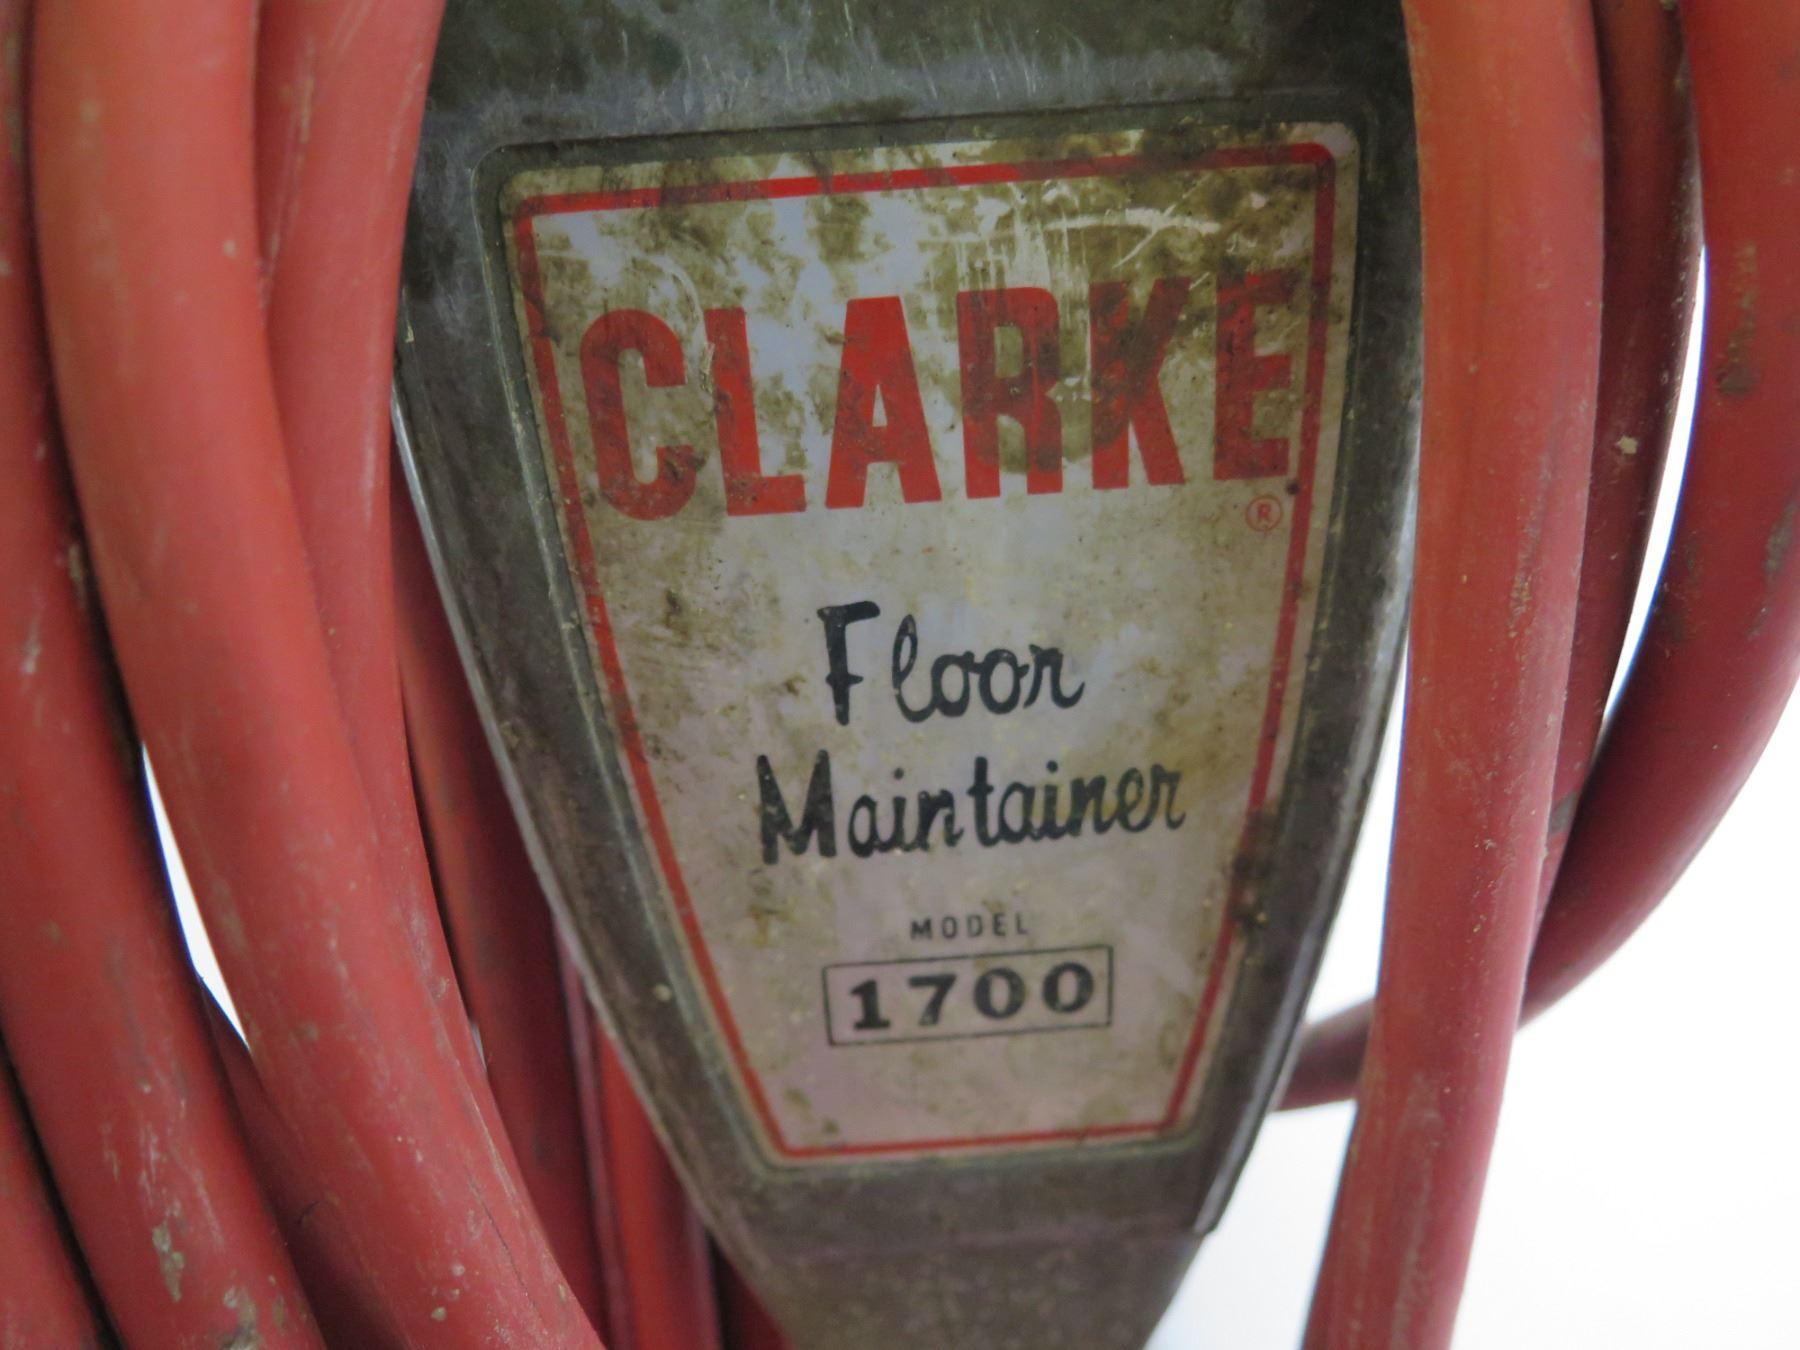 CLARKE
®
Floor
Maintainer
MODEL
1700